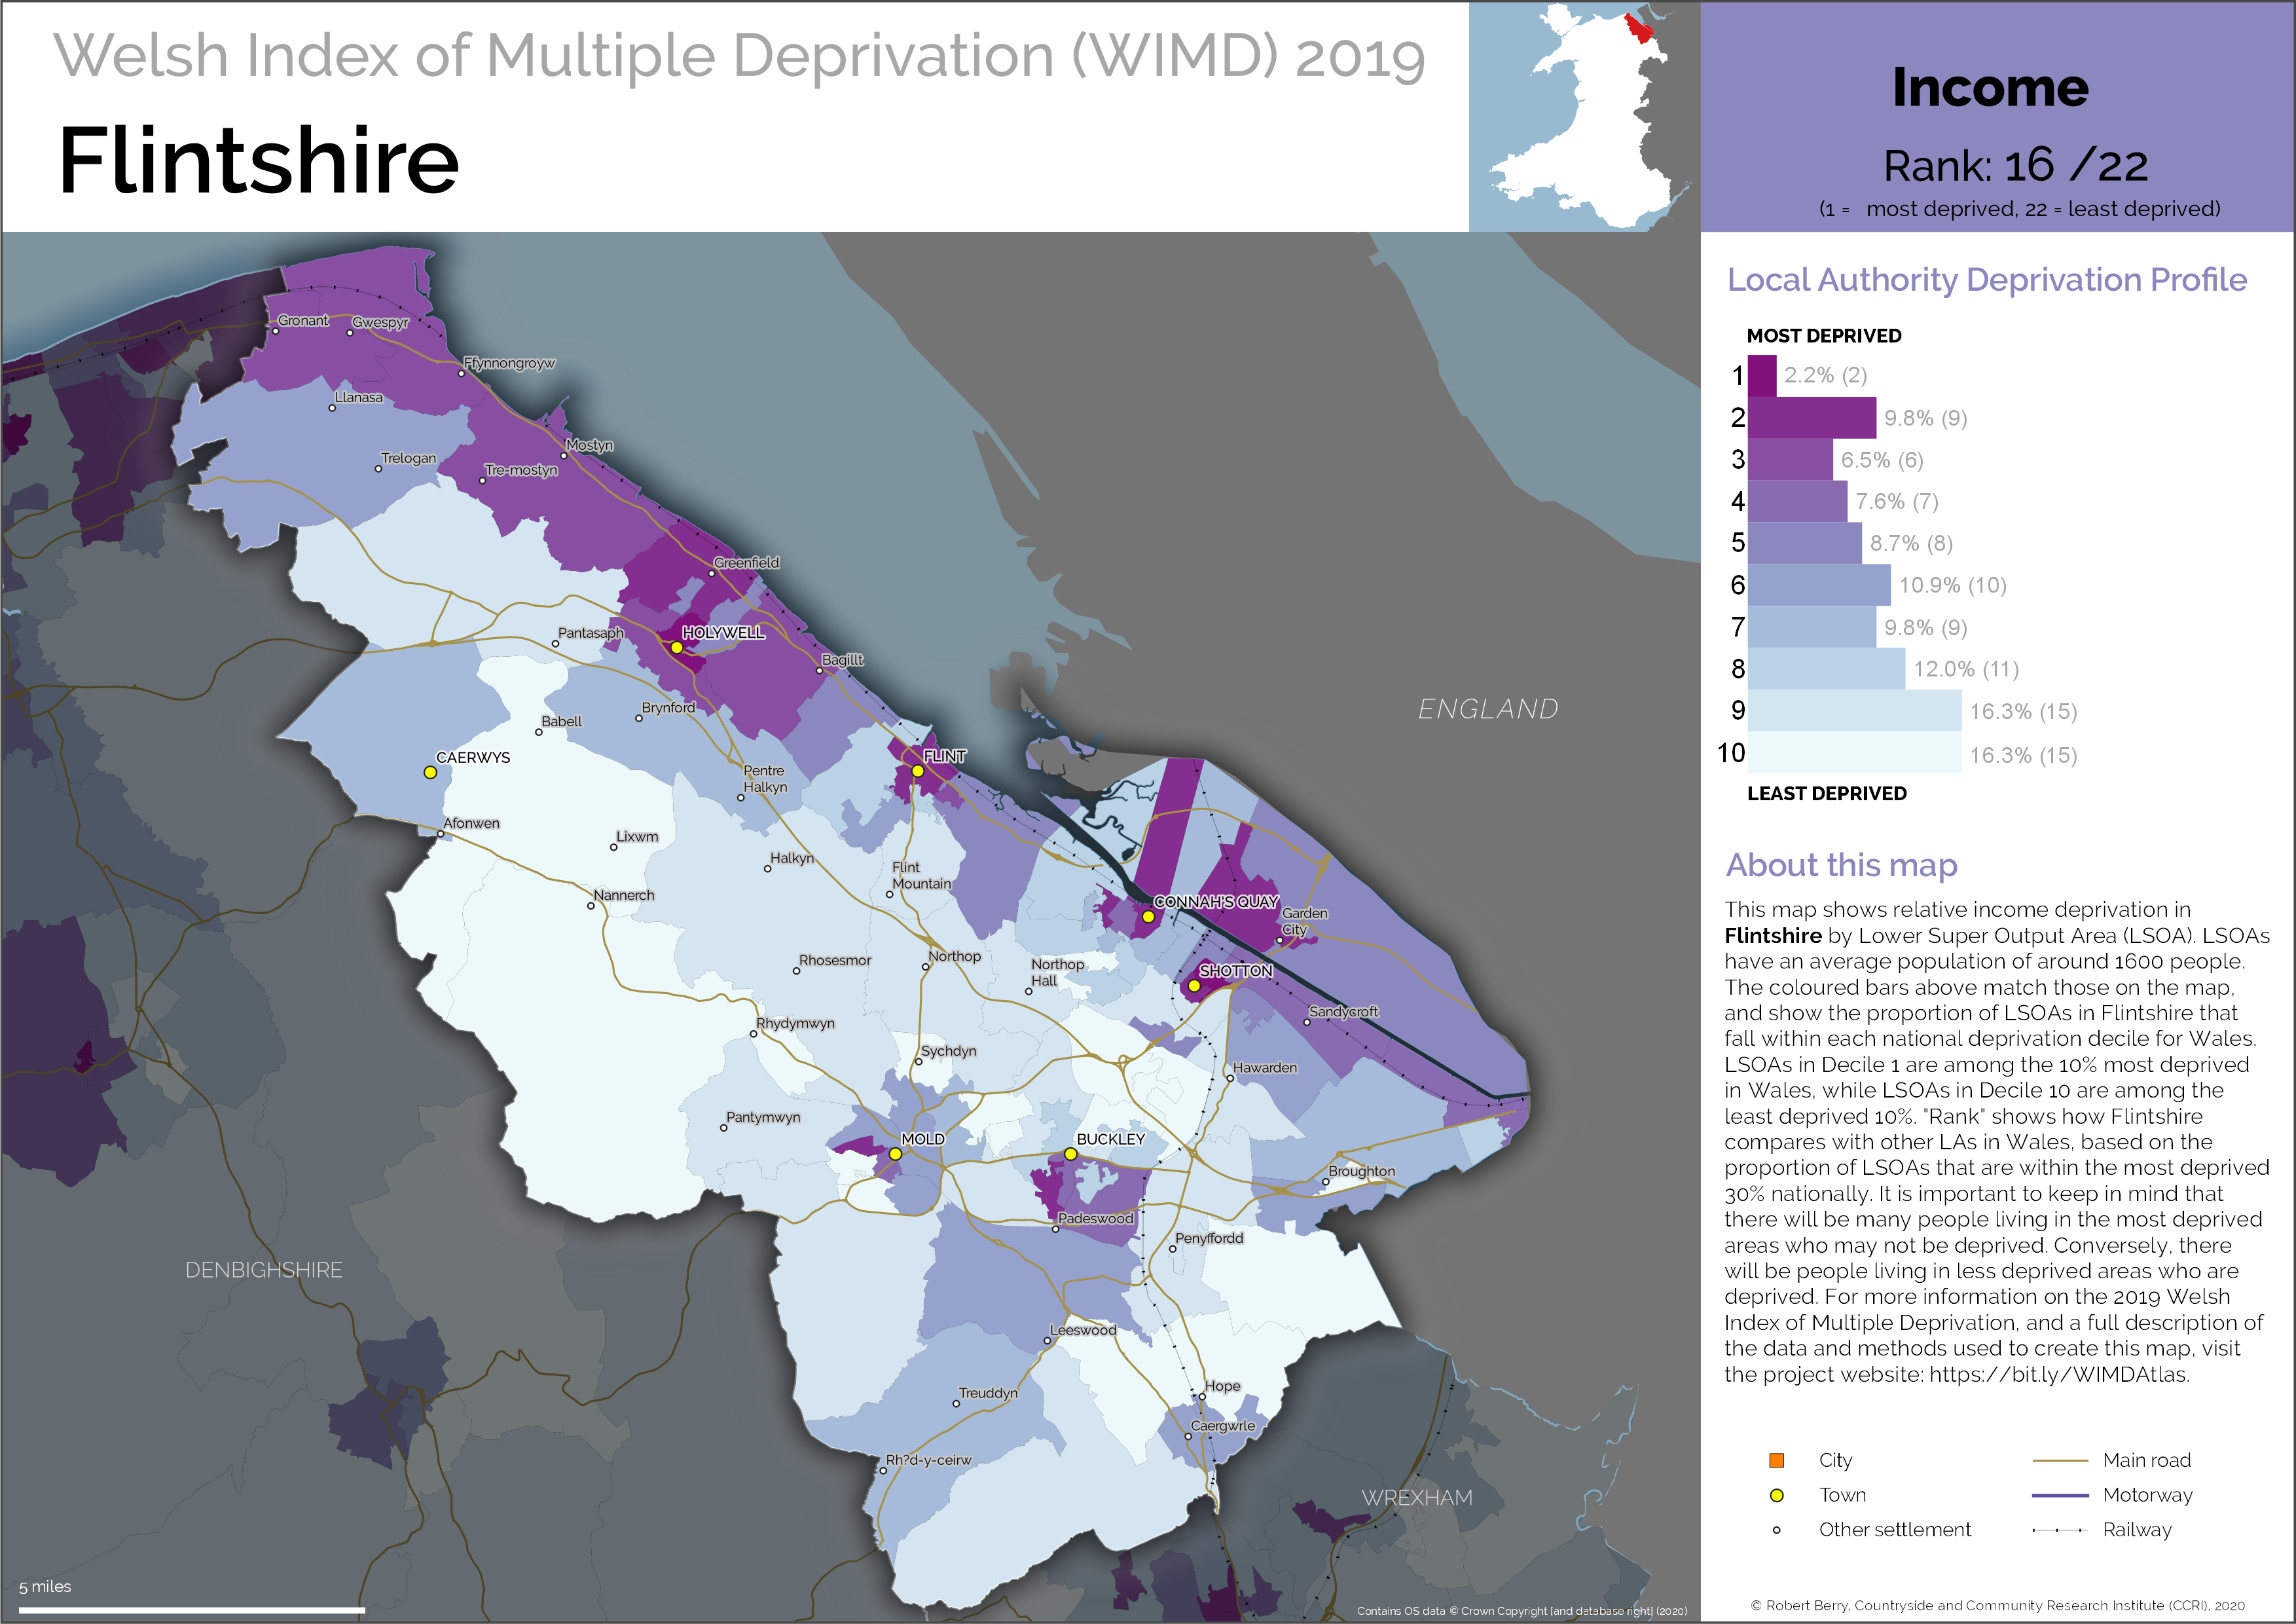 Welsh Index of Multiple Deprivation (WIMD) 2019
Flintshire
Income
Rank: 16 /22
(1 = most deprived, 22 = least deprived)
Local Authority Deprivation Profile
MOST DEPRIVED
1 2.2% (2)
2 9.8% (9)
3 6.5% (6)
4 7.6% (7)
5 8.7% (8)
6 10.9% (10)
7 9.8% (9)
8 12.0% (11)
9 16.3% (15)
10 16.3% (15)
LEAST DEPRIVED
About this map
This map shows relative income deprivation in
Flintshire by Lower Super Output Area (LSOA). LSOAs
have an average population of around 1600 people.
The coloured bars above match those on the map,
and show the proportion of LSOAs in Flintshire that
fall within each national deprivation decile for Wales.
LSOAs in Decile 1 are among the 10% most deprived
in Wales, while LSOAs in Decile 10 are among the
least deprived 10%. "Rank" shows how Flintshire
compares with other LAs in Wales, based on the
proportion of LSOAs that are within the most deprived
30% nationally. It is important to keep in mind that
there will be many people living in the most deprived
areas who may not be deprived. Conversely, there
will be people living in less deprived areas who are
deprived. For more information on the 2019 Welsh
Index of Multiple Deprivation, and a full description of
the data and methods used to create this map, visit
the project website: https://bit.ly/WIMDAtlas.
City
Town
Other settlement
Main road
Motorway
Railway
© Robert Berry, Countryside and Community Research Institute (CCRI), 2020
Gronant
Gwespyr
Ffynnongroyw
Llanasa
Mostyn
Trelogan
Tre-mostyn
Greenfield
Pantasaph
HOLYWELL
Bagillt
ENGLAND
Brynford
Babell
CAERWYS
FLINT
Pentre
Halkyn
Afonwen
Lixwm
Halkyn
Flint
Mountain
Nannerch
CONNAH'S QUAY
Garden
City
Rhosesmor
Northop
Northop
Hall
SHOTTON
Sandycroft
Rhydymwyn
Sychdyn
Hawarden
Pantymwyn
MOLD
BUCKLEY
Broughton
Padeswood
Penyffordd
DENBIGHSHIRE
Leeswood
Hope
Treuddyn
Caergwrle
Rh?d-y-ceirw
WREXHAM
5 miles
Contains OS data © Crown Copyright [and database right] (2020)